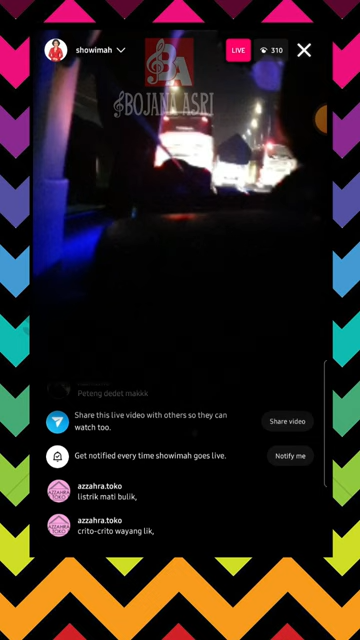 showimah
LIVE
310
BA
BOJANA ASRI
Peteng dedet makkk
Share this live video with others so they can
watch too.
Share video
Get notified every time showimah goes live.
Notify me
azzahra.toko
listrik mati bulik,
azzahra.toko
crito-crito wayang lik,